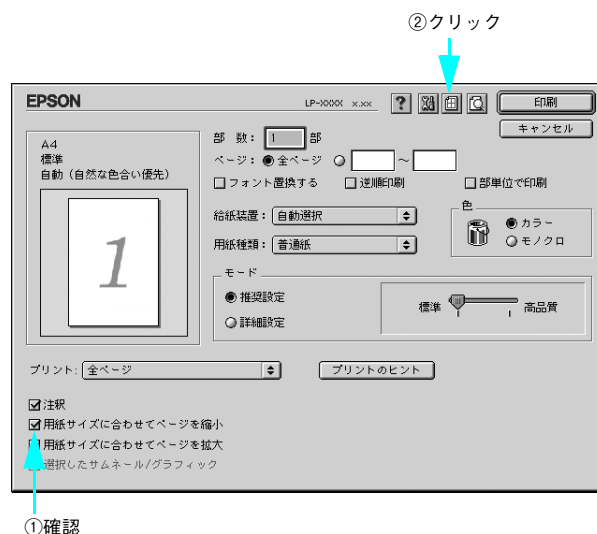 ②クリック
EPSON
LP-XXXX x.xx
?
印刷
キャンセル
A4
標準
自動（自然な色合い優先）
1
部 数： 1 部
ページ： 全ページ ～
フォント置換する 逆順印刷 部単位で印刷
給紙装置： 自動選択
用紙種類： 普通紙
色
カラー
モノクロ
モード
推奨設定
詳細設定
標準 高品質
プリント: 全ページ
プリントのヒント
注釈
用紙サイズに合わせてページを縮小
用紙サイズに合わせてページを拡大
選択したサムネール/グラフィック
①確認